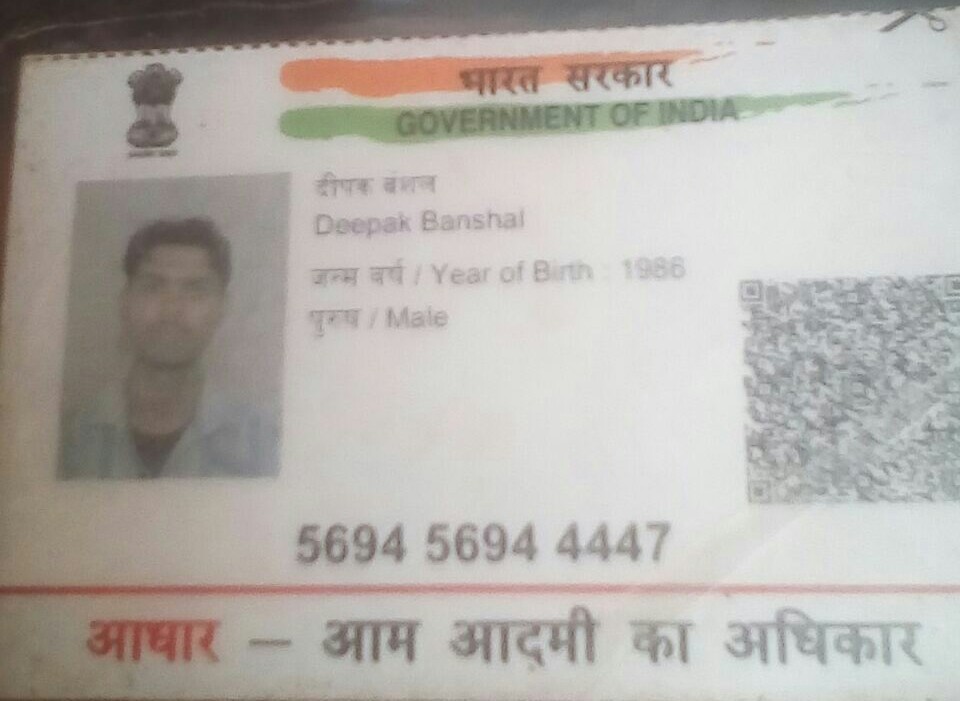 भारत सरकार
GOVERNMENT OF INDIA
दीपक बंशल
Deepak Banshal
जन्म वर्ष / Year of Birth : 1986
पुरुष / Male
5694 5694 4447
आधार – आम आदमी का अधिकार